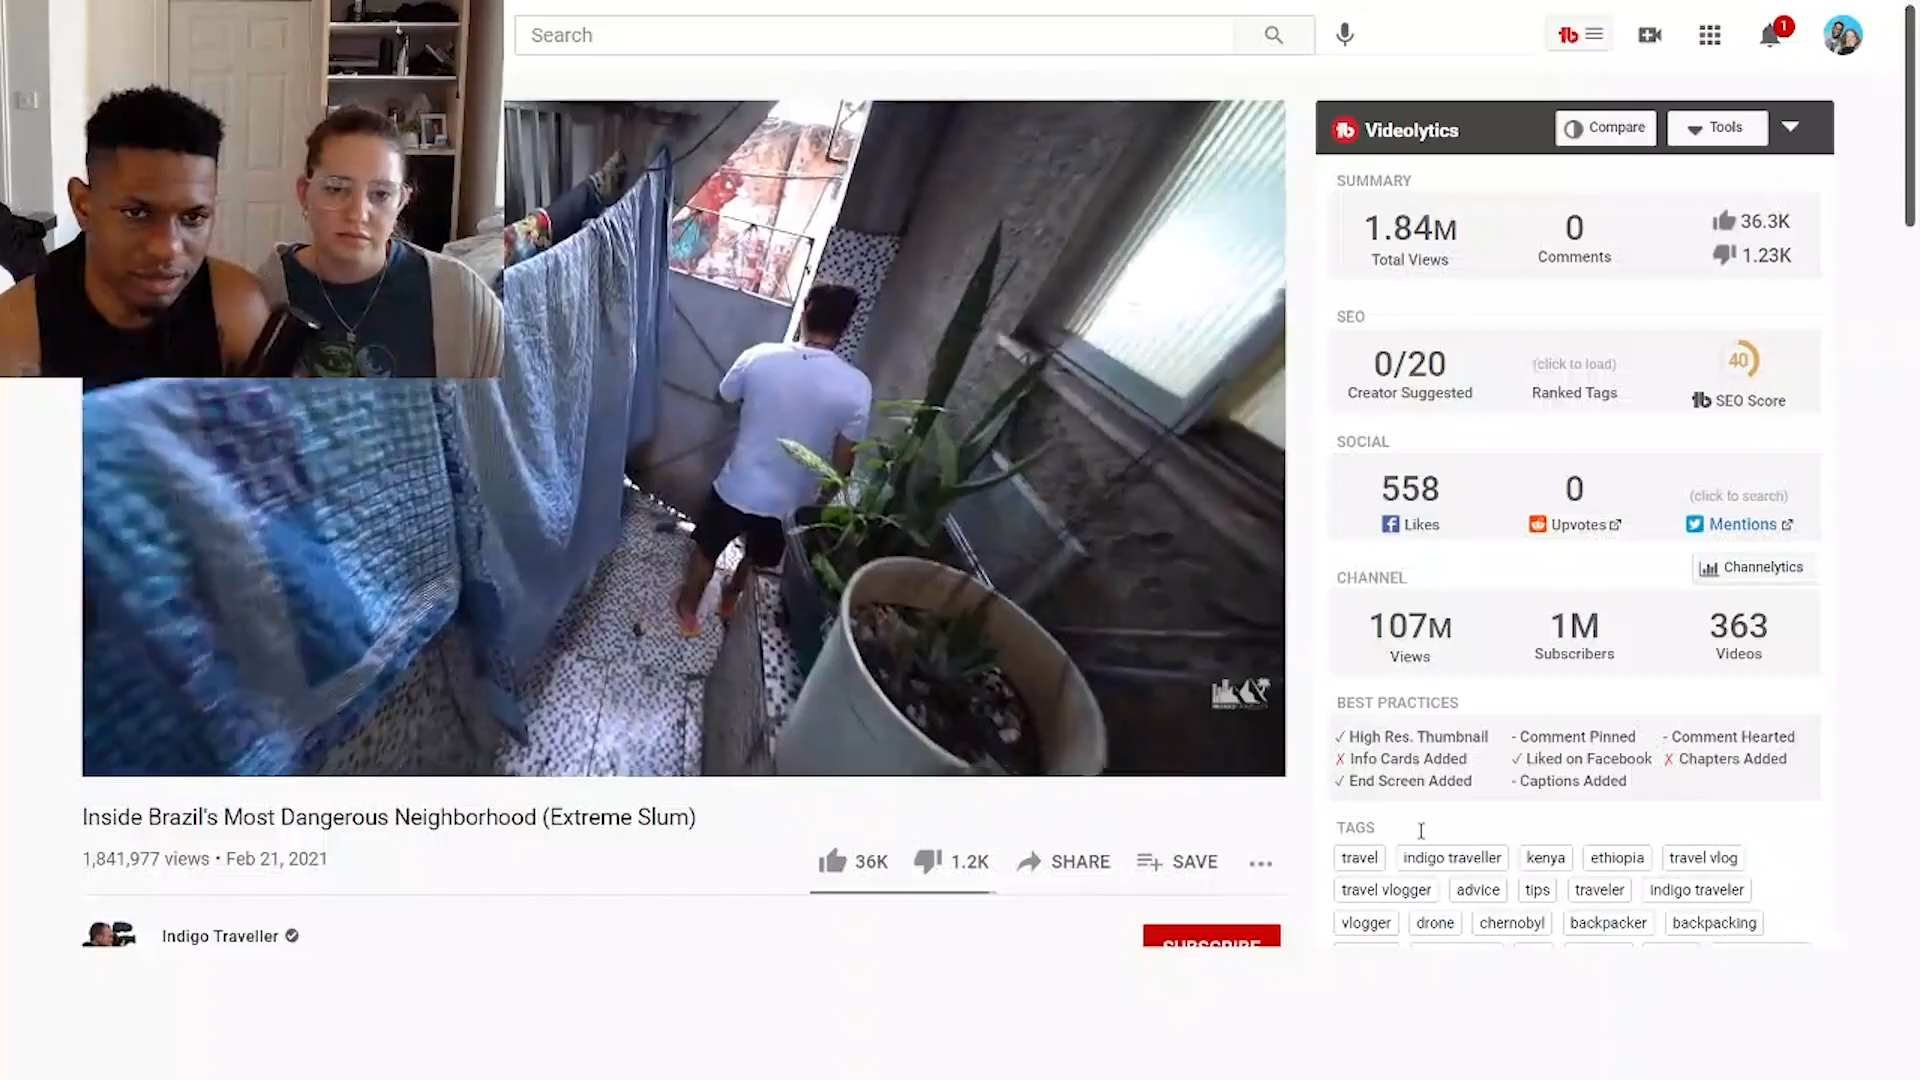 Search
1
Videolytics
Compare
Tools
SUMMARY
1.84M
Total Views
0
Comments
36.3K
1.23K
SEO
0/20
Creator Suggested
(click to load)
Ranked Tags
40
SEO Score
SOCIAL
558
Likes
0
Upvotes
(click to search)
Mentions
Channelytics
CHANNEL
107M
Views
1M
Subscribers
363
Videos
BEST PRACTICES
✓ High Res. Thumbnail - Comment Pinned - Comment Hearted
✗ Info Cards Added ✓ Liked on Facebook ✗ Chapters Added
✓ End Screen Added - Captions Added
TAGS
travel indigo traveller kenya ethiopia travel vlog
travel vlogger advice tips traveler indigo traveler
vlogger drone chernobyl backpacker backpacking
Inside Brazil's Most Dangerous Neighborhood (Extreme Slum)
1,841,977 views • Feb 21, 2021
36K 1.2K SHARE SAVE
Indigo Traveller
SUBSCRIBE